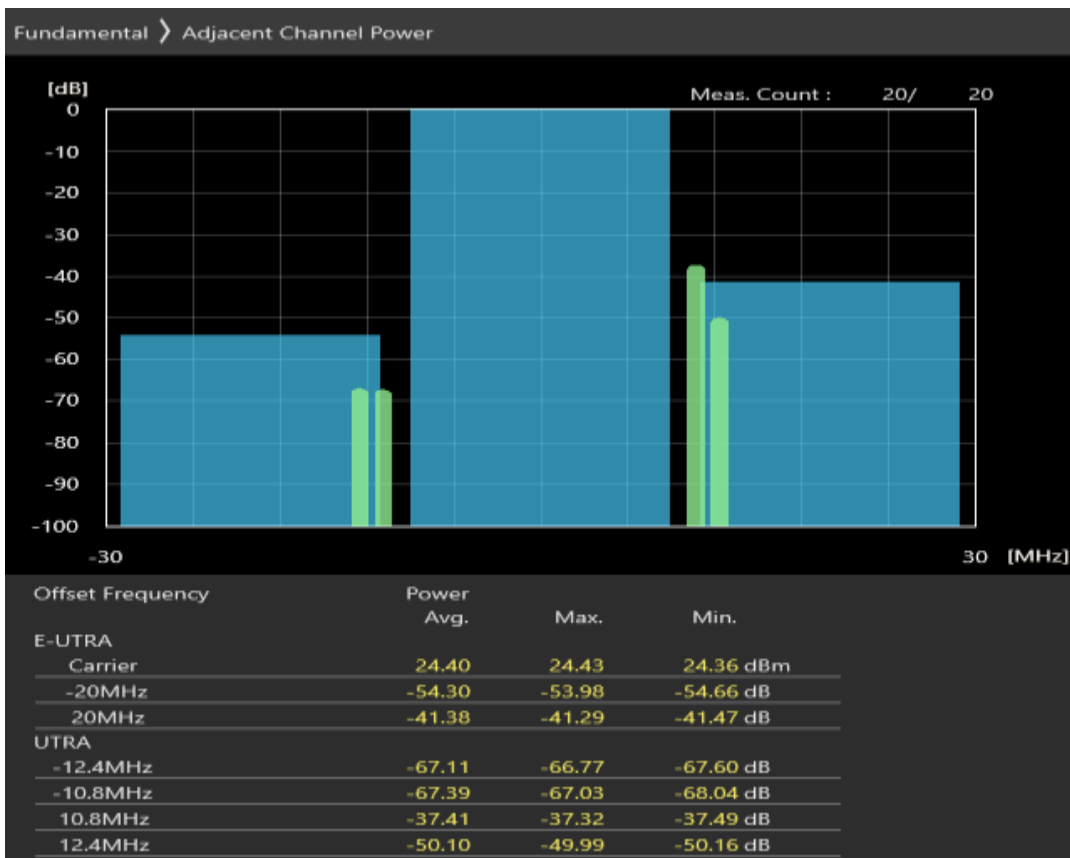 Fundamental ❯ Adjacent Channel Power
[dB]
Meas. Count : 20/ 20
0
-10
-20
-30
-40
-50
-60
-70
-80
-90
-100
-30 30 [MHz]
Offset Frequency Power
Avg. Max. Min.
E-UTRA
Carrier 24.40 24.43 24.36 dBm
-20MHz -54.30 -53.98 -54.66 dB
20MHz -41.38 -41.29 -41.47 dB
UTRA
-12.4MHz -67.11 -66.77 -67.60 dB
-10.8MHz -67.39 -67.03 -68.04 dB
10.8MHz -37.41 -37.32 -37.49 dB
12.4MHz -50.10 -49.99 -50.16 dB